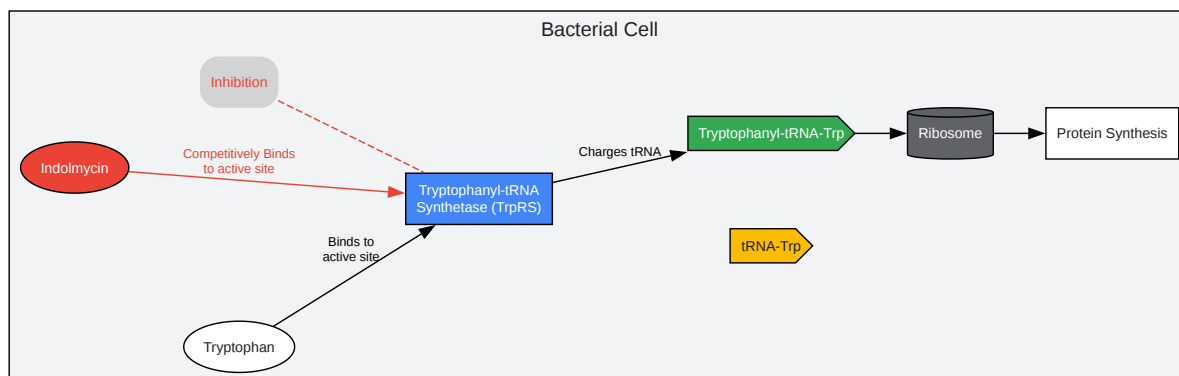 Bacterial Cell
Inhibition
Indolmycin
Competitively Binds
to active site
Tryptophanyl-tRNA
Synthetase (TrpRS)
Charges tRNA
Tryptophanyl-tRNA-Trp
Ribosome
Protein Synthesis
Binds to
active site
tRNA-Trp
Tryptophan